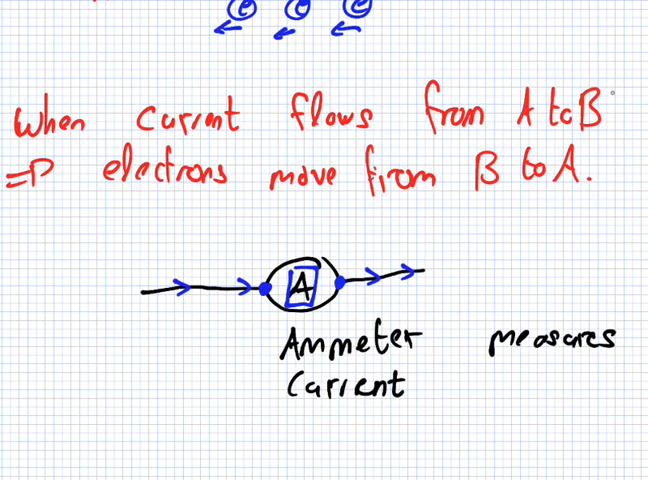 e e e
When current flows from A to B
=> electrons move from B to A.
A
Ammeter measures
Current